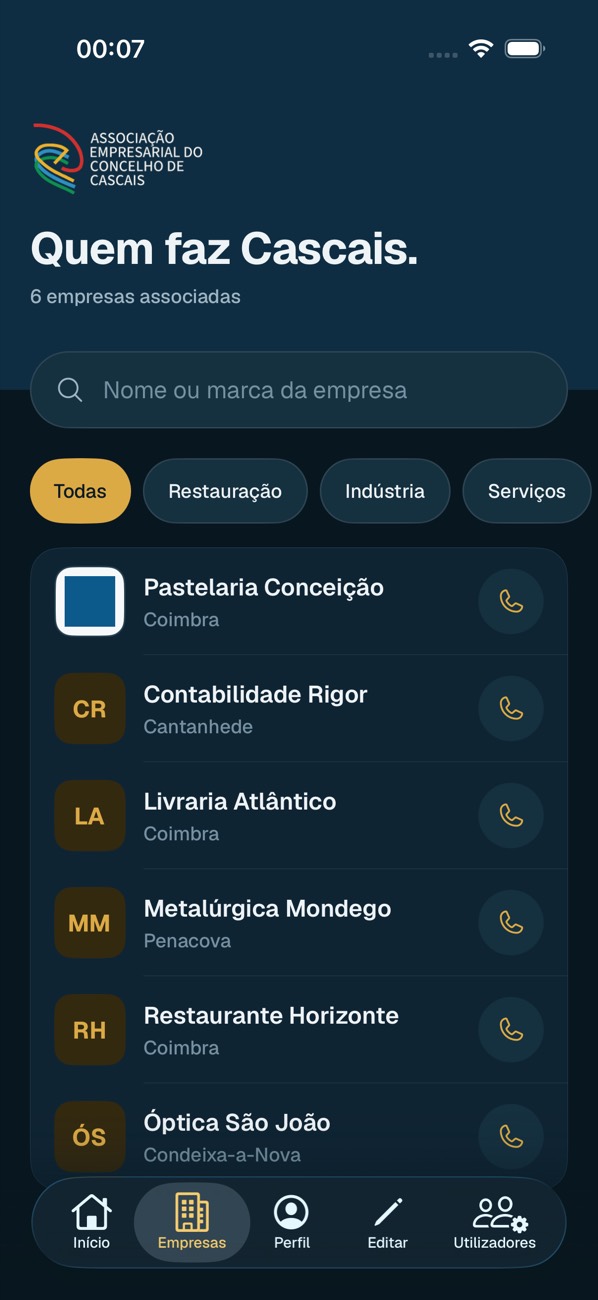 00:07
ASSOCIAÇÃO
EMPRESARIAL DO
CONCELHO DE
CASCAIS
Quem faz Cascais.
6 empresas associadas
Nome ou marca da empresa
Todas
Restauração
Indústria
Serviços
Pastelaria Conceição
Coimbra
CR
Contabilidade Rigor
Cantanhede
LA
Livraria Atlântico
Coimbra
MM
Metalúrgica Mondego
Penacova
RH
Restaurante Horizonte
Coimbra
ÓS
Óptica São João
Condeixa-a-Nova
Início
Empresas
Perfil
Editar
Utilizadores